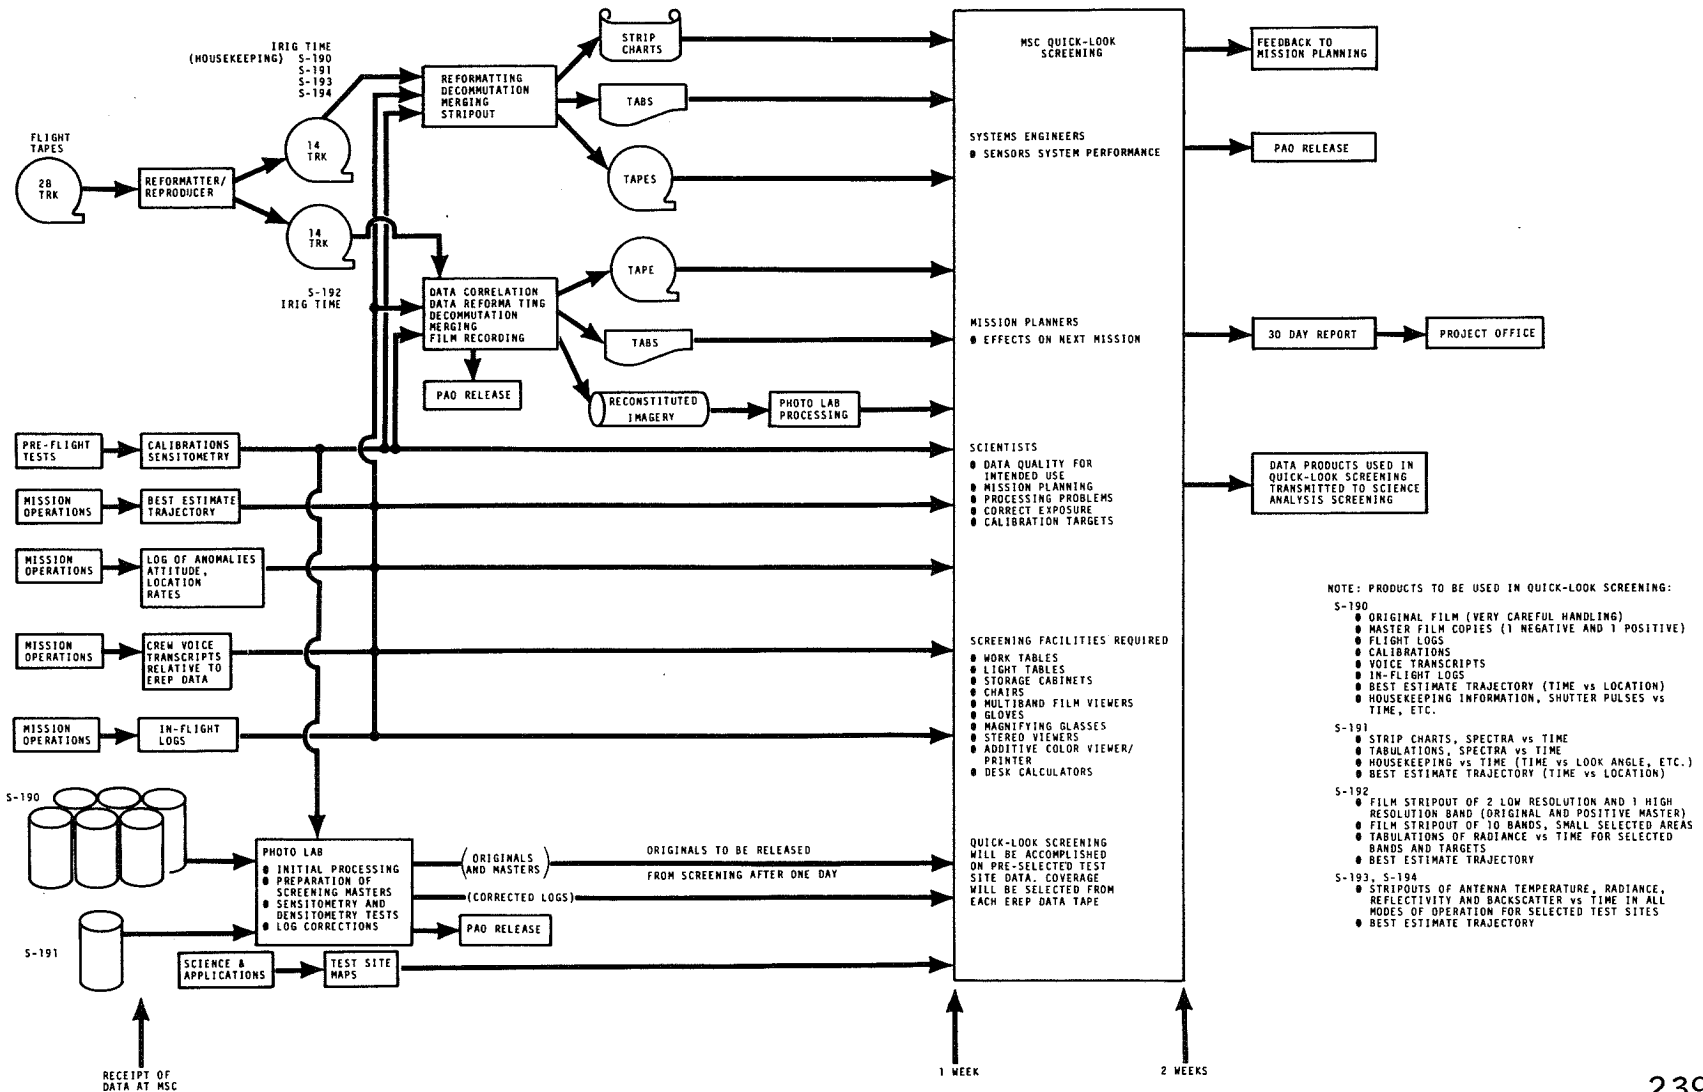 IRIG TIME
(HOUSEKEEPING) S-190
S-191
S-193
S-194
FLIGHT
TAPES
28
TRK
REFORMATTER/
REPRODUCER
14
TRK
14
TRK
S-192
IRIG TIME
REFORMATTING
DECOMMUTATION
MERGING
STRIPOUT
STRIP
CHARTS
TABS
TAPES
DATA CORRELATION
DATA REFORMA TING
DECOMMUTATION
MERGING
FILM RECORDING
PAO RELEASE
TAPE
TABS
RECONSTITUTED
IMAGERY
PHOTO LAB
PROCESSING
PRE-FLIGHT
TESTS
CALIBRATIONS
SENSITOMETRY
MISSION
OPERATIONS
BEST ESTIMATE
TRAJECTORY
MISSION
OPERATIONS
LOG OF ANOMALIES
ATTITUDE,
LOCATION
RATES
MISSION
OPERATIONS
CREW VOICE
TRANSCRIPTS
RELATIVE TO
EREP DATA
MISSION
OPERATIONS
IN-FLIGHT
LOGS
S-190
S-191
PHOTO LAB
● INITIAL PROCESSING
● PREPARATION OF
SCREENING MASTERS
● SENSITOMETRY AND
DENSITOMETRY TESTS
● LOG CORRECTIONS
(ORIGINALS
AND MASTERS)
ORIGINALS TO BE RELEASED
FROM SCREENING AFTER ONE DAY
(CORRECTED LOGS)
PAO RELEASE
SCIENCE &
APPLICATIONS
TEST SITE
MAPS
RECEIPT OF
DATA AT MSC
MSC QUICK-LOOK
SCREENING
SYSTEMS ENGINEERS
● SENSORS SYSTEM PERFORMANCE
MISSION PLANNERS
● EFFECTS ON NEXT MISSION
SCIENTISTS
● DATA QUALITY FOR
INTENDED USE
● MISSION PLANNING
● PROCESSING PROBLEMS
● CORRECT EXPOSURE
● CALIBRATION TARGETS
SCREENING FACILITIES REQUIRED
● WORK TABLES
● LIGHT TABLES
● STORAGE CABINETS
● CHAIRS
● MULTIBAND FILM VIEWERS
● GLOVES
● MAGNIFYING GLASSES
● STEREO VIEWERS
● ADDITIVE COLOR VIEWER/
PRINTER
● DESK CALCULATORS
QUICK-LOOK SCREENING
WILL BE ACCOMPLISHED
ON PRE-SELECTED TEST
SITE DATA. COVERAGE
WILL BE SELECTED FROM
EACH EREP DATA TAPE
1 WEEK
2 WEEKS
FEEDBACK TO
MISSION PLANNING
PAO RELEASE
30 DAY REPORT
PROJECT OFFICE
DATA PRODUCTS USED IN
QUICK-LOOK SCREENING
TRANSMITTED TO SCIENCE
ANALYSIS SCREENING
NOTE: PRODUCTS TO BE USED IN QUICK-LOOK SCREENING:
S-190
● ORIGINAL FILM (VERY CAREFUL HANDLING)
● MASTER FILM COPIES (1 NEGATIVE AND 1 POSITIVE)
● FLIGHT LOGS
● CALIBRATIONS
● VOICE TRANSCRIPTS
● IN-FLIGHT LOGS
● BEST ESTIMATE TRAJECTORY (TIME vs LOCATION)
● HOUSEKEEPING INFORMATION, SHUTTER PULSES vs
TIME, ETC.
S-191
● STRIP CHARTS, SPECTRA vs TIME
● TABULATIONS, SPECTRA vs TIME
● HOUSEKEEPING vs TIME (TIME vs LOOK ANGLE, ETC.)
● BEST ESTIMATE TRAJECTORY (TIME vs LOCATION)
S-192
● FILM STRIPOUT OF 2 LOW RESOLUTION AND 1 HIGH
RESOLUTION BAND (ORIGINAL AND POSITIVE MASTER)
● FILM STRIPOUT OF 10 BANDS, SMALL SELECTED AREAS
● TABULATIONS OF RADIANCE vs TIME FOR SELECTED
BANDS AND TARGETS
● BEST ESTIMATE TRAJECTORY
S-193, S-194
● STRIPOUTS OF ANTENNA TEMPERATURE, RADIANCE,
REFLECTIVITY AND BACKSCATTER vs TIME IN ALL
MODES OF OPERATION FOR SELECTED TEST SITES
● BEST ESTIMATE TRAJECTORY
239